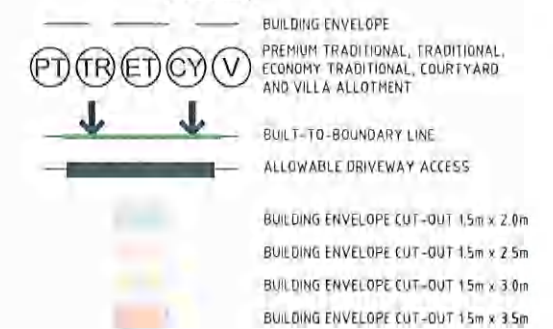 BUILDING ENVELOPE
PT TR ET CY V
PREMIUM TRADITIONAL, TRADITIONAL,
ECONOMY TRADITIONAL, COURTYARD
AND VILLA ALLOTMENT
BUILT-TO-BOUNDARY LINE
ALLOWABLE DRIVEWAY ACCESS
BUILDING ENVELOPE CUT-OUT 1.5m x 2.0m
BUILDING ENVELOPE CUT-OUT 1.5m x 2.5m
BUILDING ENVELOPE CUT-OUT 1.5m x 3.0m
BUILDING ENVELOPE CUT-OUT 1.5m x 3.5m